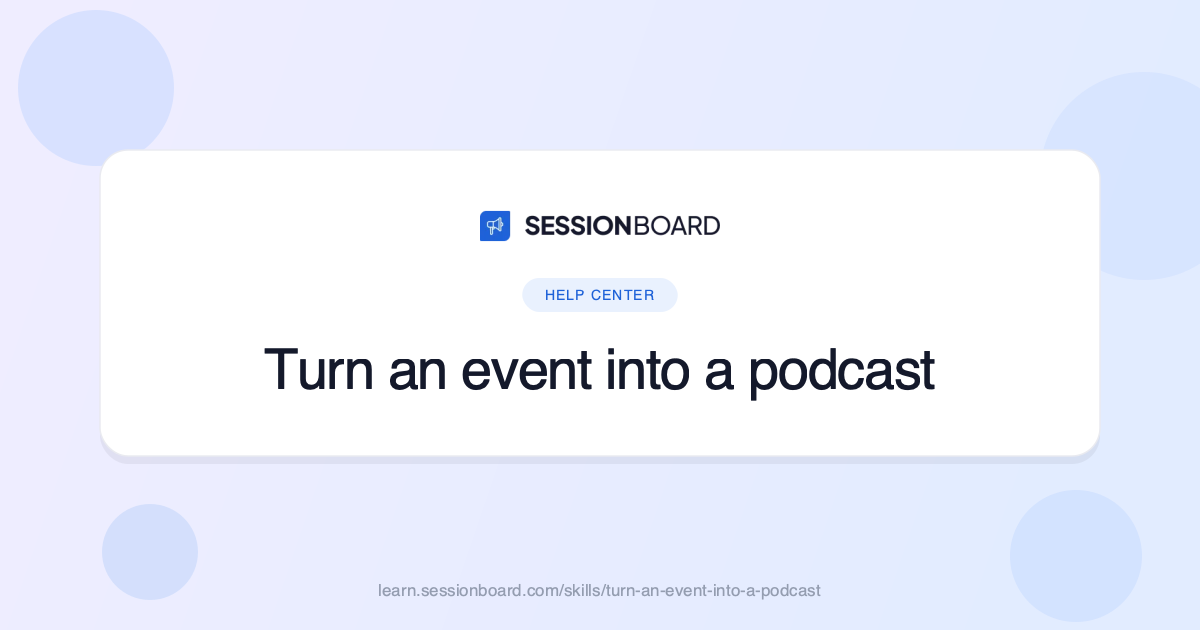 SESSIONBOARD
HELP CENTER
Turn an event into a podcast
learn.sessionboard.com/skills/turn-an-event-into-a-podcast